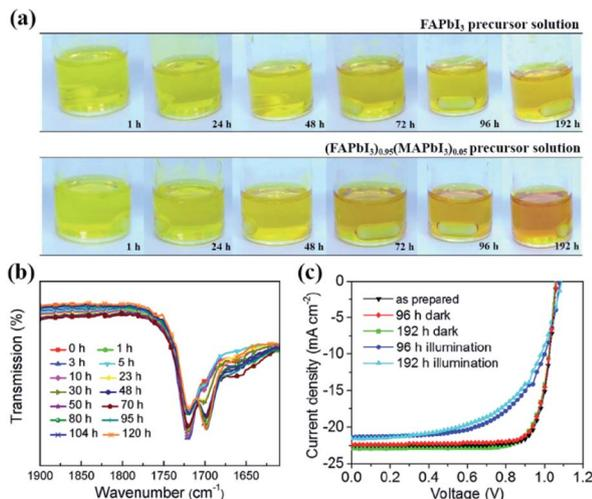 (a)
FAPbI₃ precursor solution
1 h 24 h 48 h 72 h 96 h 192 h
(FAPbI₃)₀.₉₅(MAPbI₃)₀.₀₅ precursor solution
1 h 24 h 48 h 72 h 96 h 192 h
(b)
Transmission (%)
0 h 1 h
3 h 5 h
10 h 23 h
30 h 48 h
50 h 70 h
80 h 95 h
104 h 120 h
1900 1850 1800 1750 1700 1650
Wavenumber (cm⁻¹)
(c)
Current density (mA cm⁻²)
0
-5
-10
-15
-20
-25
as prepared
96 h dark
192 h dark
96 h illumination
192 h illumination
0.0 0.2 0.4 0.6 0.8 1.0 1.2
Voltage (V)